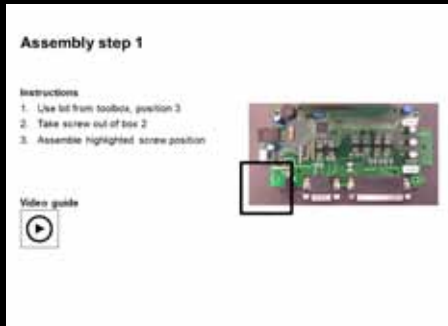 Assembly step 1
Instructions
1. Use bit from toolbox, position 3
2. Take screw out of box 2
3. Assemble highlighted screw position
Video guide